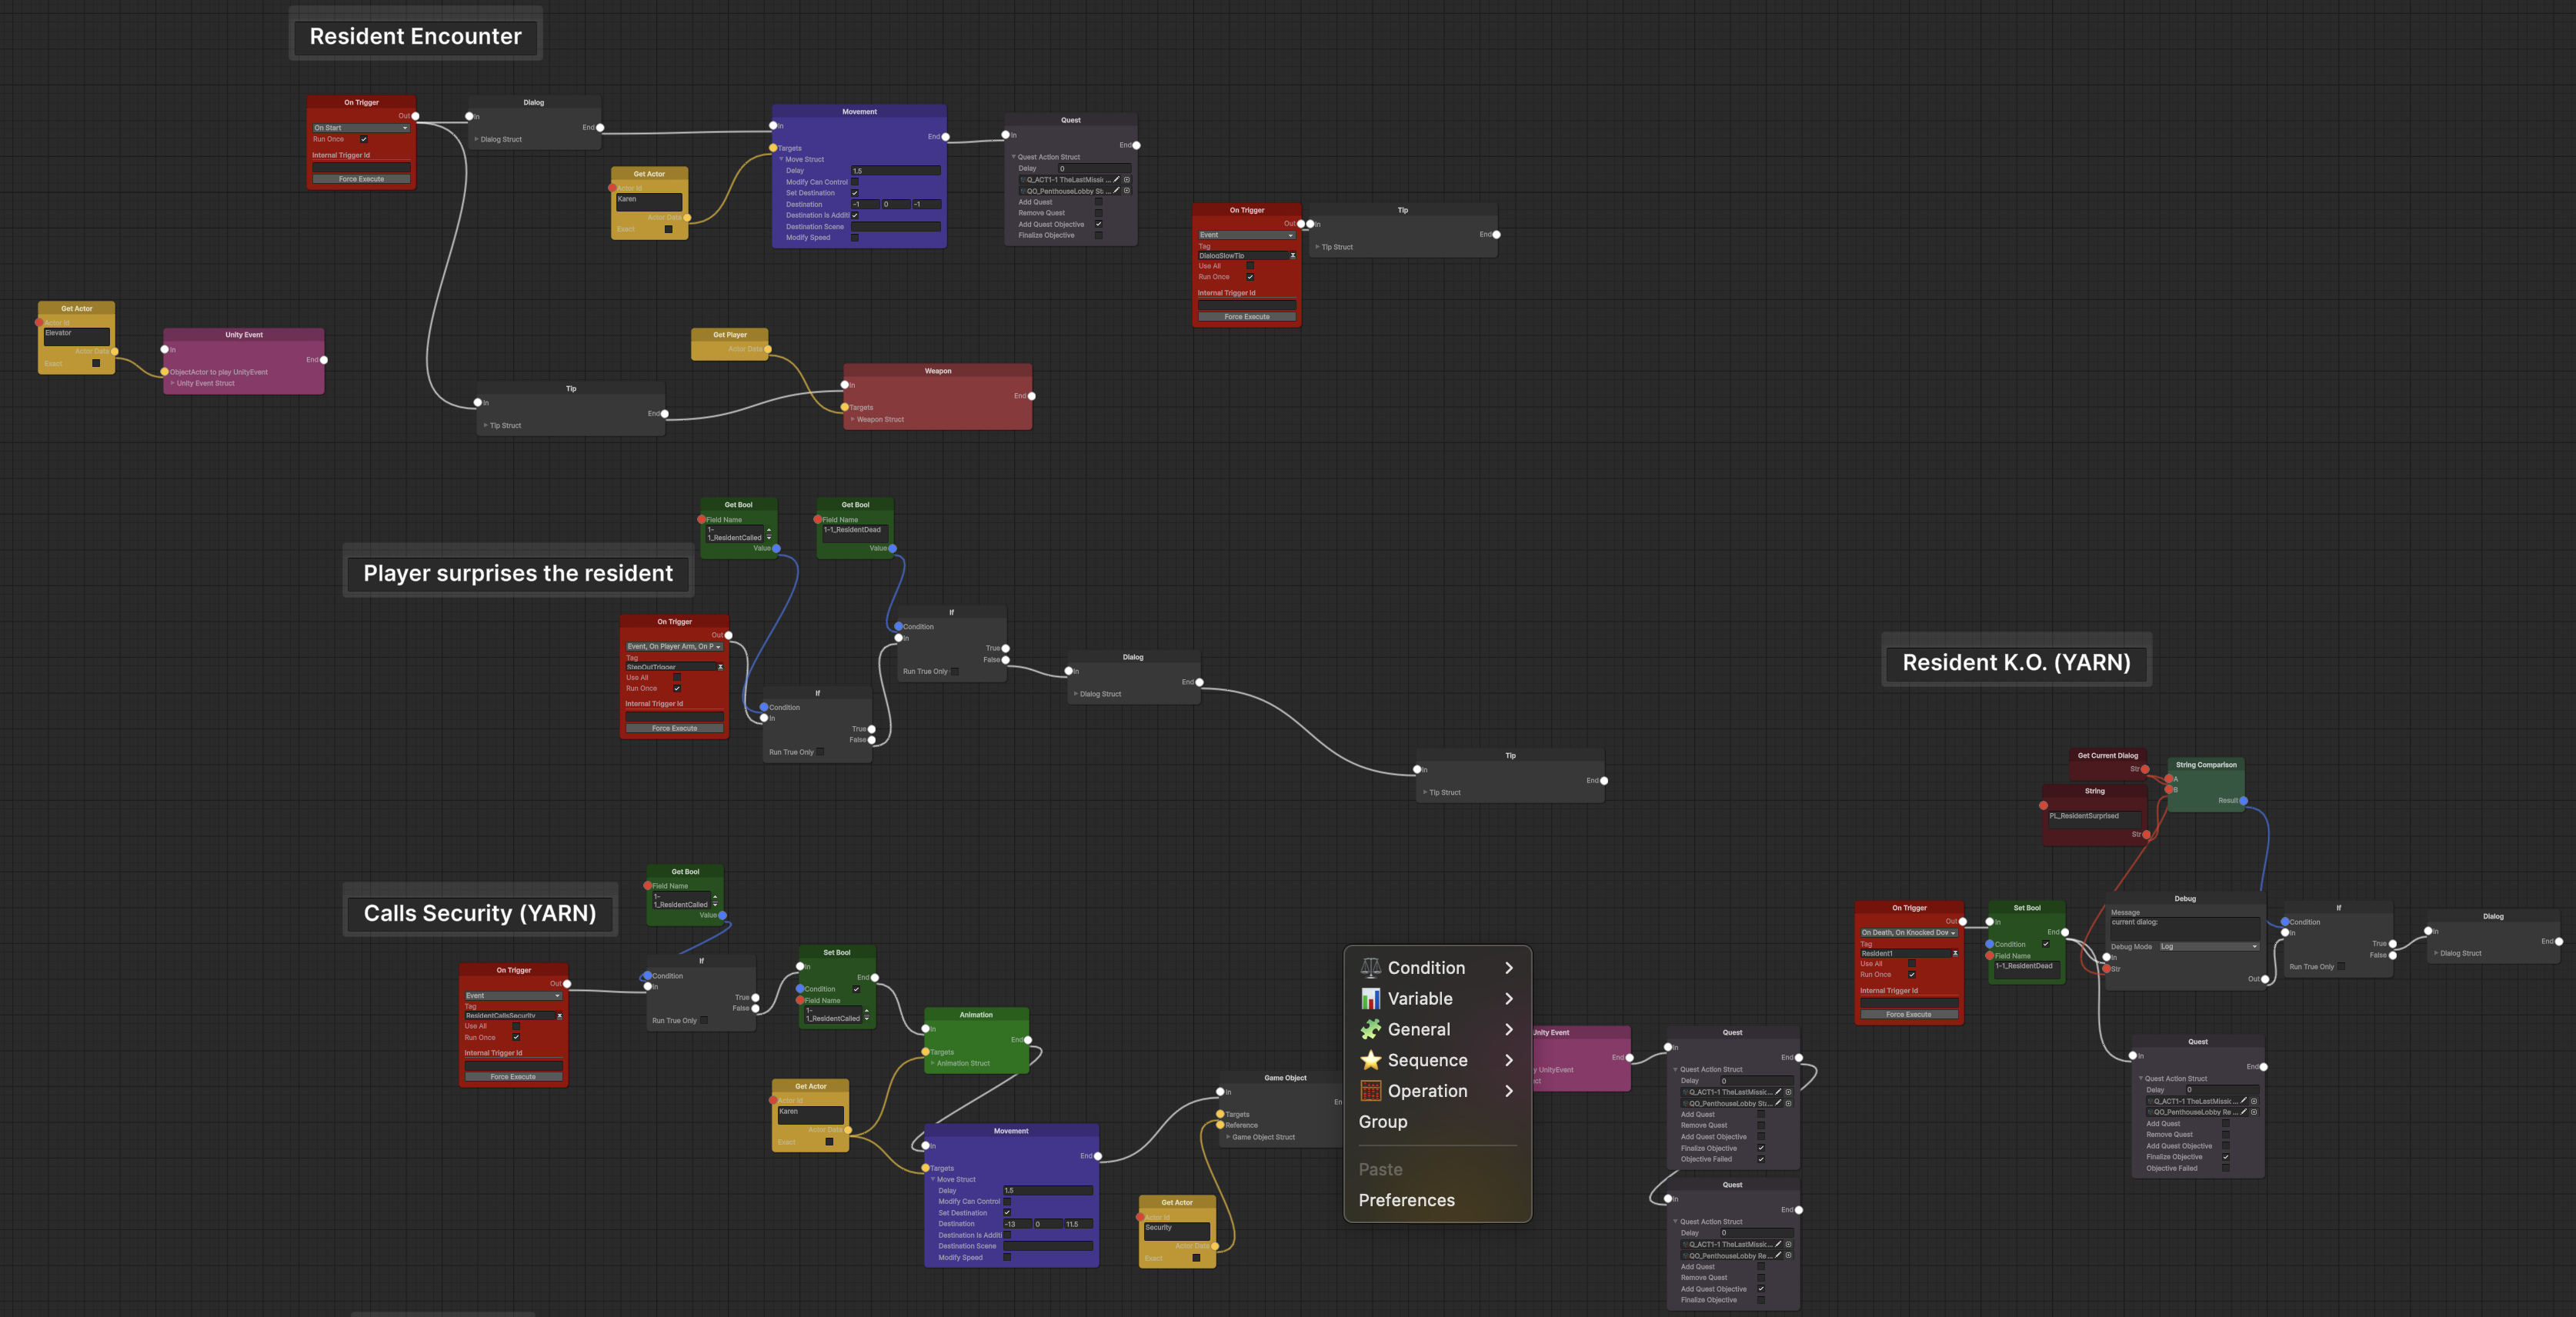 Resident Encounter
On Trigger
Out
On Start
Run Once
Internal Trigger Id
Force Execute
Dialog
In
End
Dialog Struct
Get Actor
Actor Id
Karen
Actor Data
Exact
Movement
In
End
Targets
Move Struct
Delay
1.5
Modify Can Control
Set Destination
Destination
-1
0
-1
Destination Is Additi
Destination Scene
Modify Speed
Quest
In
End
Quest Action Struct
Delay
0
Q_ACT1-1 TheLastMissic ...
QO_PenthouseLobby St ...
Add Quest
Remove Quest
Add Quest Objective
Finalize Objective
On Trigger
Out
Event
Tag
DialogSlowTip
Use All
Run Once
Internal Trigger Id
Force Execute
Tip
In
End
Tip Struct
Get Actor
Actor Id
Elevator
Actor Data
Exact
Unity Event
In
End
ObjectActor to play UnityEvent
Unity Event Struct
Get Player
Actor Data
Tip
In
End
Tip Struct
Weapon
In
End
Targets
Weapon Struct
Get Bool
Field Name
1-
1_ResidentCalled
Value
Get Bool
Field Name
1-1_ResidentDead
Value
Player surprises the resident
On Trigger
Out
Event, On Player Arm, On P
Tag
StepOutTrigger
Use All
Run Once
Internal Trigger Id
Force Execute
If
Condition
In
True
False
Run True Only
If
Condition
In
True
False
Run True Only
Dialog
In
End
Dialog Struct
Tip
In
End
Tip Struct
Resident K.O. (YARN)
Get Current Dialog
Str
String
PL_ResidentSurprised
Str
String Comparison
A
B
Result
On Trigger
Out
On Death, On Knocked Dov
Tag
Resident1
Use All
Run Once
Internal Trigger Id
Force Execute
Set Bool
In
End
Condition
Field Name
1-1_ResidentDead
Debug
Message
current dialog:
Debug Mode
Log
In
Str
Out
If
Condition
In
True
False
Run True Only
Dialog
In
End
Dialog Struct
Quest
In
End
Quest Action Struct
Delay
0
Q_ACT1-1 TheLastMissic ...
QO_PenthouseLobby Re ...
Add Quest
Remove Quest
Add Quest Objective
Finalize Objective
Objective Failed
Calls Security (YARN)
Get Bool
Field Name
1-
1_ResidentCalled
Value
On Trigger
Out
Event
Tag
ResidentCallsSecurity
Use All
Run Once
Internal Trigger Id
Force Execute
If
Condition
In
True
False
Run True Only
Set Bool
In
End
Condition
Field Name
1-
1_ResidentCalled
Animation
In
End
Targets
Animation Struct
Get Actor
Actor Id
Karen
Actor Data
Exact
Movement
In
End
Targets
Move Struct
Delay
1.5
Modify Can Control
Set Destination
Destination
-13
0
11.5
Destination Is Additi
Destination Scene
Modify Speed
Get Actor
Actor Id
Security
Actor Data
Exact
Game Object
In
En
Targets
Reference
Game Object Struct
Condition
Variable
General
Sequence
Operation
Group
Paste
Preferences
Unity Event
End
y UnityEvent
ct
Quest
In
End
Quest Action Struct
Delay
0
Q_ACT1-1 TheLastMissic...
QO_PenthouseLobby St...
Add Quest
Remove Quest
Add Quest Objective
Finalize Objective
Objective Failed
Quest
In
End
Quest Action Struct
Delay
0
Q_ACT1-1 TheLastMissic...
QO_PenthouseLobby Re...
Add Quest
Remove Quest
Add Quest Objective
Finalize Objective